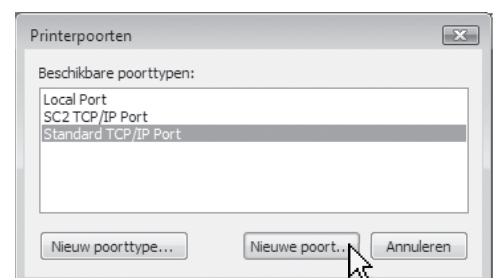 Printerpoorten
Beschikbare poorttypen:
Local Port
SC2 TCP/IP Port
Standard TCP/IP Port
Nieuw poorttype... Nieuwe poort... Annuleren